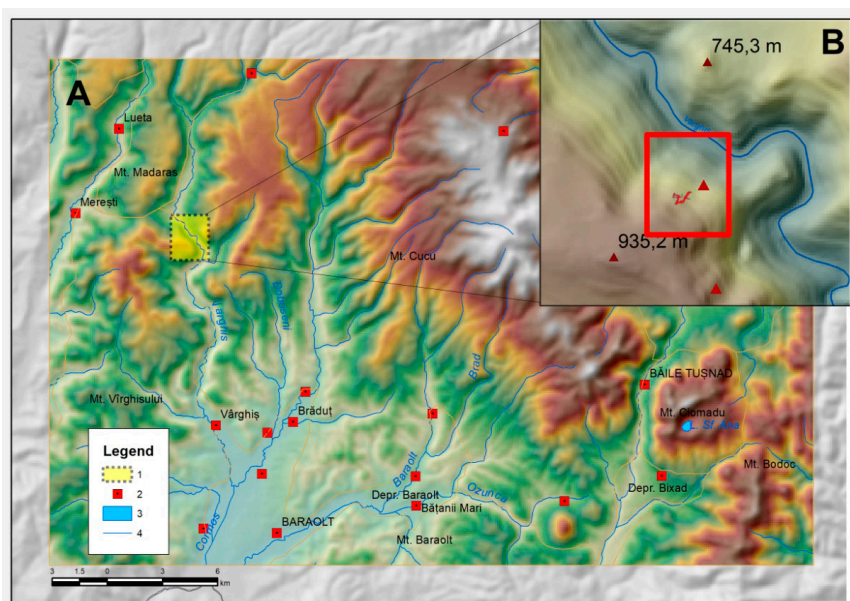 A
B
745,3 m
935,2 m
Lueta
Mt. Madaras
Merești
Mt. Cucu
Vârghiș
Brad
BĂILE TUȘNAD
Mt. Ciomadu
L. Sf. Ana
Mt. Vîrghisului
Vârghiș
Brăduț
Mt. Bodoc
Baraolt
Ozunca
Depr. Bixad
Depr. Baraolt
Bățanii Mari
Cormoș
BARAOLT
Mt. Baraolt
Legend
1
2
3
4
3 1.5 0 3 6
km